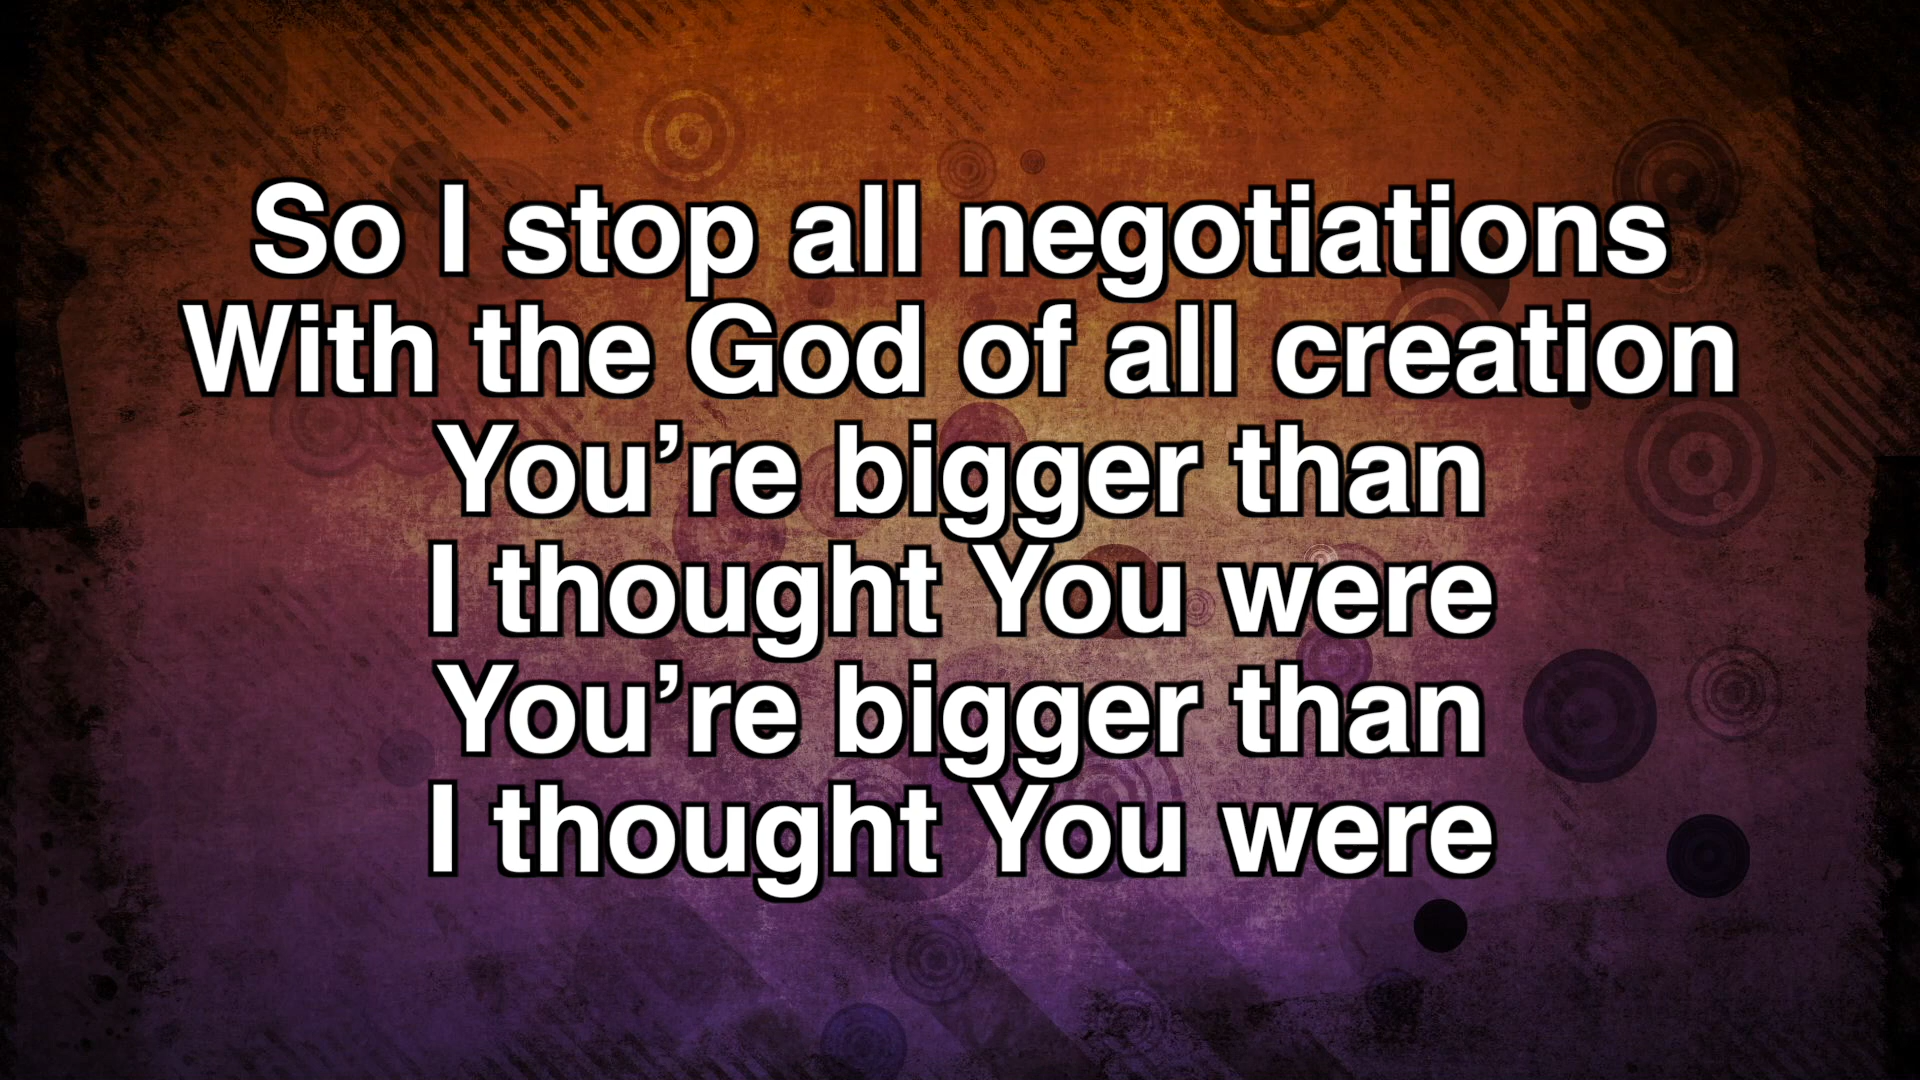 So I stop all negotiations
With the God of all creation
You’re bigger than
I thought You were
You’re bigger than
I thought You were